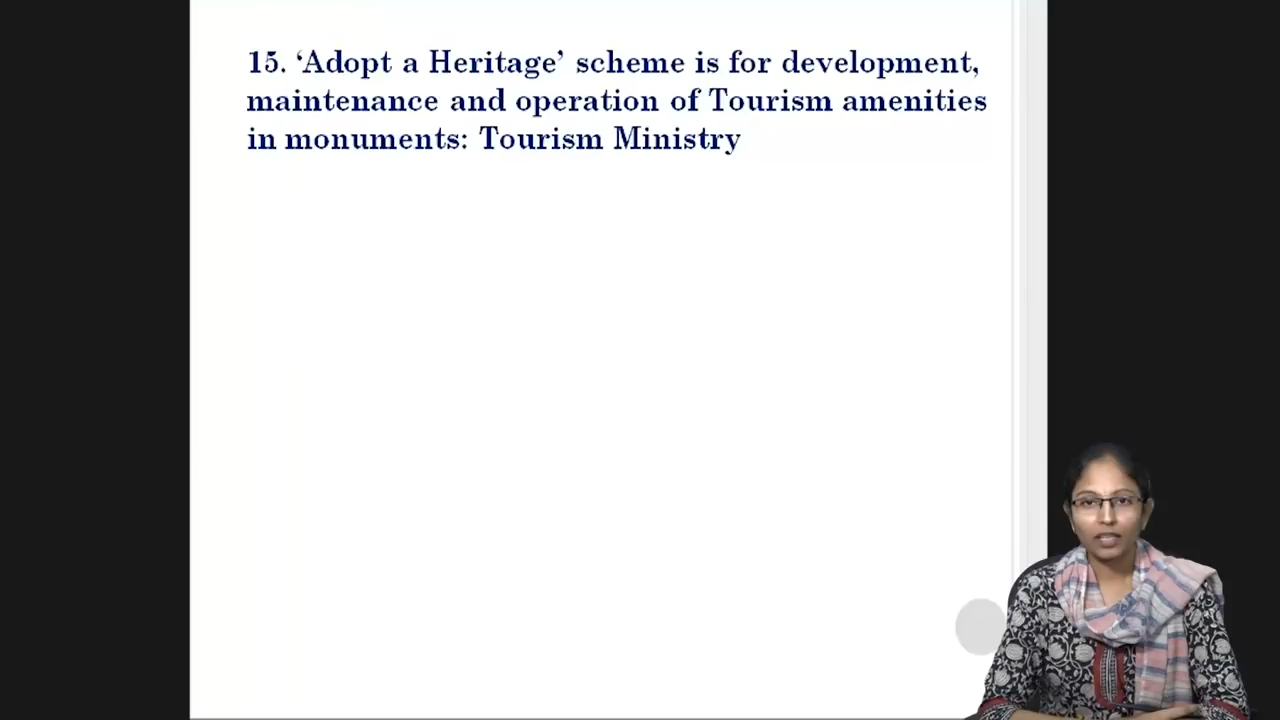 15. ‘Adopt a Heritage’ scheme is for development,
maintenance and operation of Tourism amenities
in monuments: Tourism Ministry